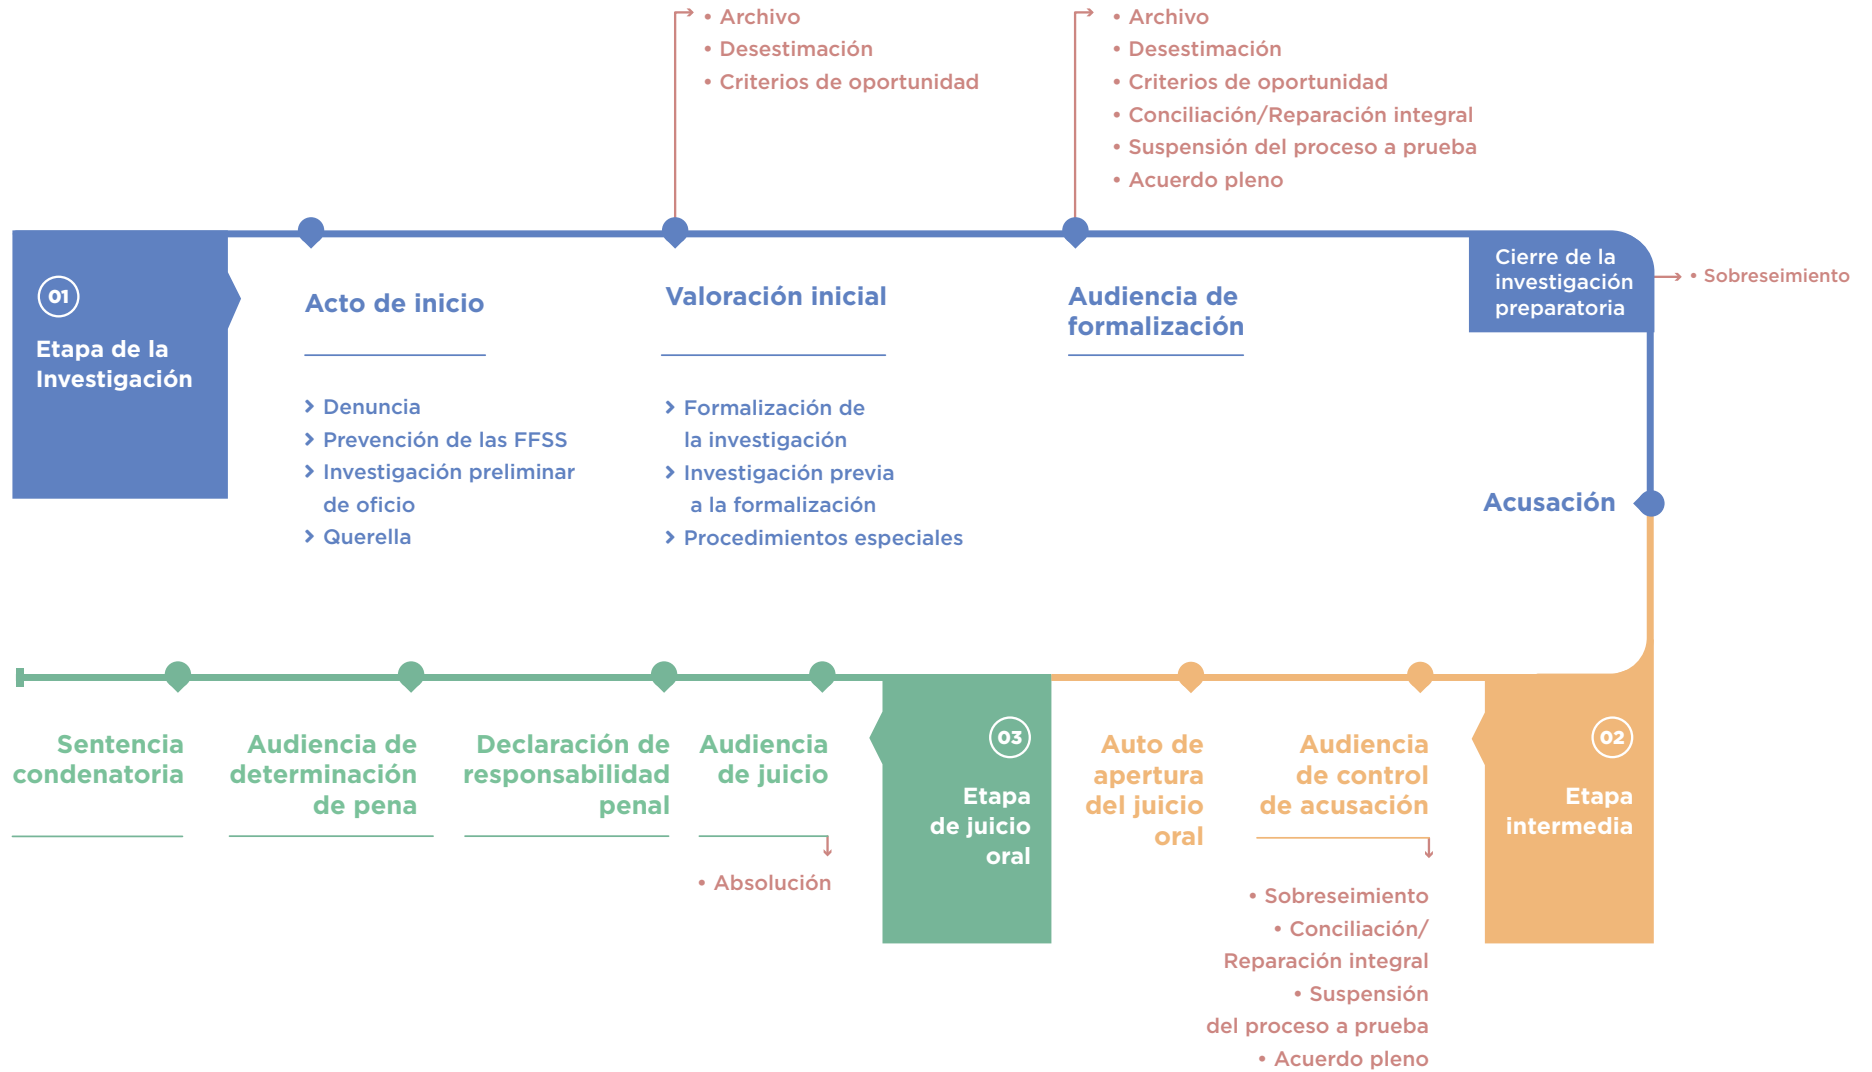 • Archivo
• Desestimación
• Criterios de oportunidad
• Archivo
• Desestimación
• Criterios de oportunidad
• Conciliación/Reparación integral
• Suspensión del proceso a prueba
• Acuerdo pleno
01
Etapa de la
Investigación
Acto de inicio
Denuncia
Prevención de las FFSS
Investigación preliminar
de oficio
Querella
Valoración inicial
Formalización de
la investigación
Investigación previa
a la formalización
Procedimientos especiales
Audiencia de
formalización
Cierre de la
investigación
preparatoria
• Sobreseimiento
Acusación
02
Etapa
intermedia
Audiencia
de control
de acusación
• Sobreseimiento
• Conciliación/
Reparación integral
• Suspensión
del proceso a prueba
• Acuerdo pleno
Auto de
apertura
del juicio
oral
03
Etapa
de juicio
oral
Audiencia
de juicio
• Absolución
Declaración de
responsabilidad
penal
Audiencia de
determinación
de pena
Sentencia
condenatoria